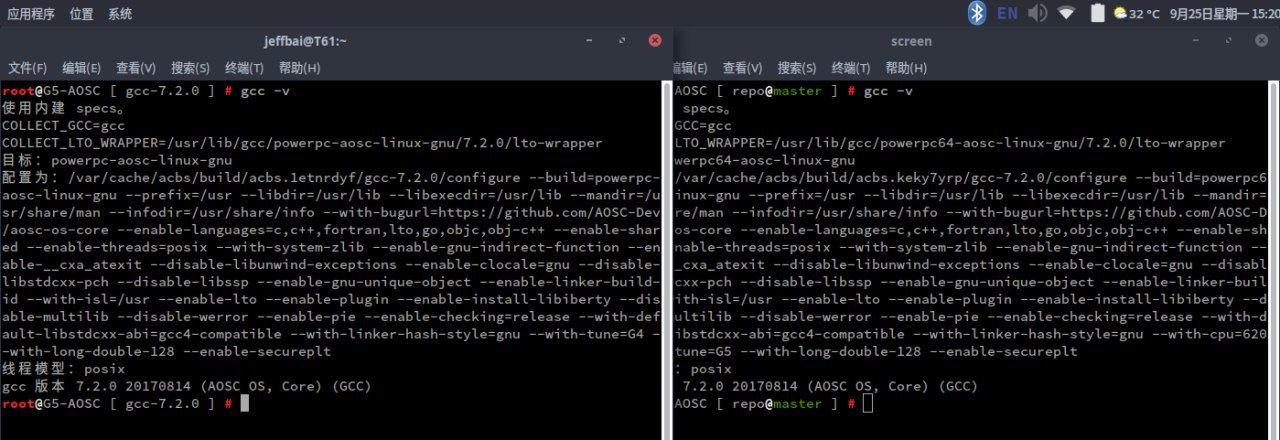 应用程序 位置 系统
EN 32 °C 9月25日星期一 15:20
jeffbai@T61:~
文件(F) 编辑(E) 查看(V) 搜索(S) 终端(T) 帮助(H)
root@G5-AOSC [ gcc-7.2.0 ] # gcc -v
使用内建 specs。
COLLECT_GCC=gcc
COLLECT_LTO_WRAPPER=/usr/lib/gcc/powerpc-aosc-linux-gnu/7.2.0/lto-wrapper
目标：powerpc-aosc-linux-gnu
配置为：/var/cache/acbs/build/acbs.1etnrdyf/gcc-7.2.0/configure --build=powerpc-
aosc-linux-gnu --prefix=/usr --libdir=/usr/lib --libexecdir=/usr/lib --mandir=/u
sr/share/man --infodir=/usr/share/info --with-bugurl=https://github.com/AOSC-Dev
/aosc-os-core --enable-languages=c,c++,fortran,lto,go,objc,obj-c++ --enable-shar
ed --enable-threads=posix --with-system-zlib --enable-gnu-indirect-function --en
able-__cxa_atexit --disable-libunwind-exceptions --enable-clocale=gnu --disable-
libstdcxx-pch --disable-libssp --enable-gnu-unique-object --enable-linker-build-
id --with-isl=/usr --enable-lto --enable-plugin --enable-install-libiberty --dis
able-multilib --disable-werror --enable-pie --enable-checking=release --with-def
ault-libstdcxx-abi=gcc4-compatible --with-linker-hash-style=gnu --with-tune=G4 -
-with-long-double-128 --enable-secureplt
线程模型：posix
gcc 版本 7.2.0 20170814 (AOSC OS, Core) (GCC)
root@G5-AOSC [ gcc-7.2.0 ] #
screen
编辑(E) 查看(V) 搜索(S) 终端(T) 帮助(H)
AOSC [ repo@master ] # gcc -v
specs。
GCC=gcc
LTO_WRAPPER=/usr/lib/gcc/powerpc64-aosc-linux-gnu/7.2.0/lto-wrapper
werpc64-aosc-linux-gnu
/var/cache/acbs/build/acbs.keky7yrp/gcc-7.2.0/configure --build=powerpc6
inux-gnu --prefix=/usr --libdir=/usr/lib --libexecdir=/usr/lib --mandir=
re/man --infodir=/usr/share/info --with-bugurl=https://github.com/AOSC-D
os-core --enable-languages=c,c++,fortran,lto,go,objc,obj-c++ --enable-sh
nable-threads=posix --with-system-zlib --enable-gnu-indirect-function --
_cxa_atexit --disable-libunwind-exceptions --enable-clocale=gnu --disabl
cxx-pch --disable-libssp --enable-gnu-unique-object --enable-linker-buil
with-isl=/usr --enable-lto --enable-plugin --enable-install-libiberty --d
ultilib --disable-werror --enable-pie --enable-checking=release --with-d
ibstdcxx-abi=gcc4-compatible --with-linker-hash-style=gnu --with-cpu=620
tune=G5 --with-long-double-128 --enable-secureplt
：posix
7.2.0 20170814 (AOSC OS, Core) (GCC)
AOSC [ repo@master ] #